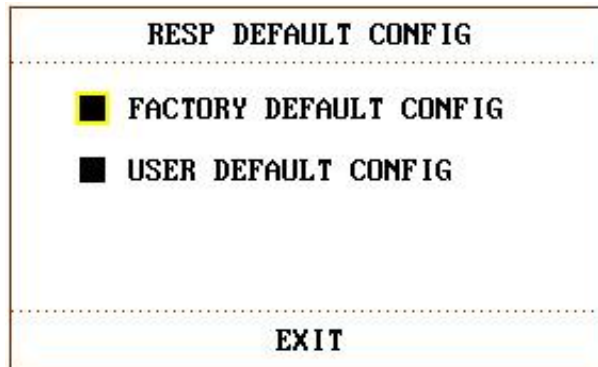 RESP DEFAULT CONFIG
FACTORY DEFAULT CONFIG
USER DEFAULT CONFIG
EXIT